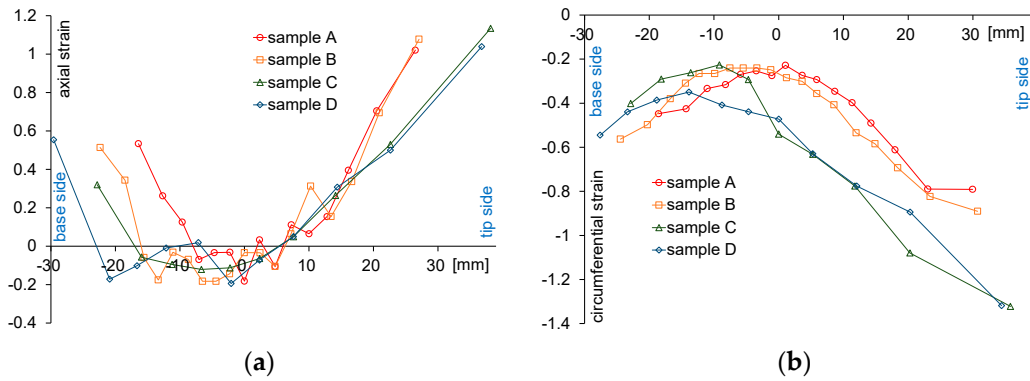 1.2
1
0.8
0.6
0.4
0.2
0
-0.2
-0.4
-30 -20 -10 0 10 20 30 [mm]
axial strain
base side
tip side
sample A
sample B
sample C
sample D
(a)
0
-0.2
-0.4
-0.6
-0.8
-1
-1.2
-1.4
-30 -20 -10 0 10 20 30 [mm]
circumferential strain
base side
tip side
sample A
sample B
sample C
sample D
(b)